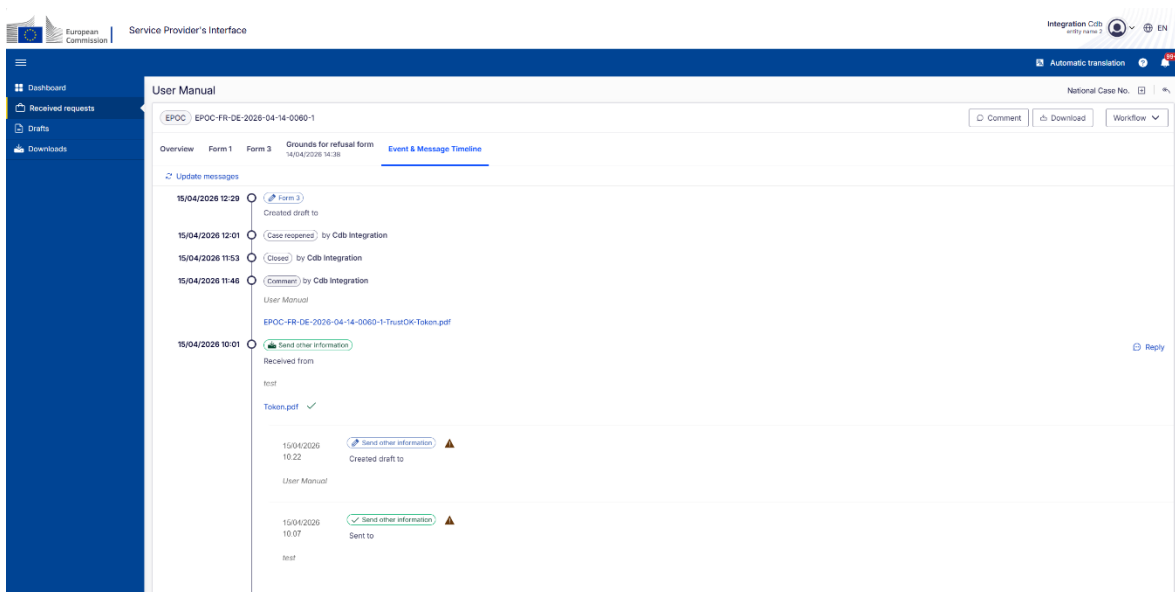 European
Commission
Service Provider's Interface
Integration Cdb
entity name 2
EN
Automatic translation
99+
Dashboard
Received requests
Drafts
Downloads
User Manual
National Case No.
EPOC EPOC-FR-DE-2026-04-14-0060-1
Comment
Download
Workflow
Overview
Form 1
Form 3
Grounds for refusal form
14/04/2026 14:38
Event & Message Timeline
Update messages
15/04/2026 12:29 Form 3
Created draft to
15/04/2026 12:01 Case reopened by Cdb Integration
15/04/2026 11:53 Closed by Cdb Integration
15/04/2026 11:46 Comment by Cdb Integration
User Manual
EPOC-FR-DE-2026-04-14-0060-1-TrustOK-Token.pdf
15/04/2026 10:01 Send other information
Reply
Received from
test
Token.pdf
15/04/2026
10:22
Send other information
Created draft to
User Manual
15/04/2026
10:07
Send other information
Sent to
test